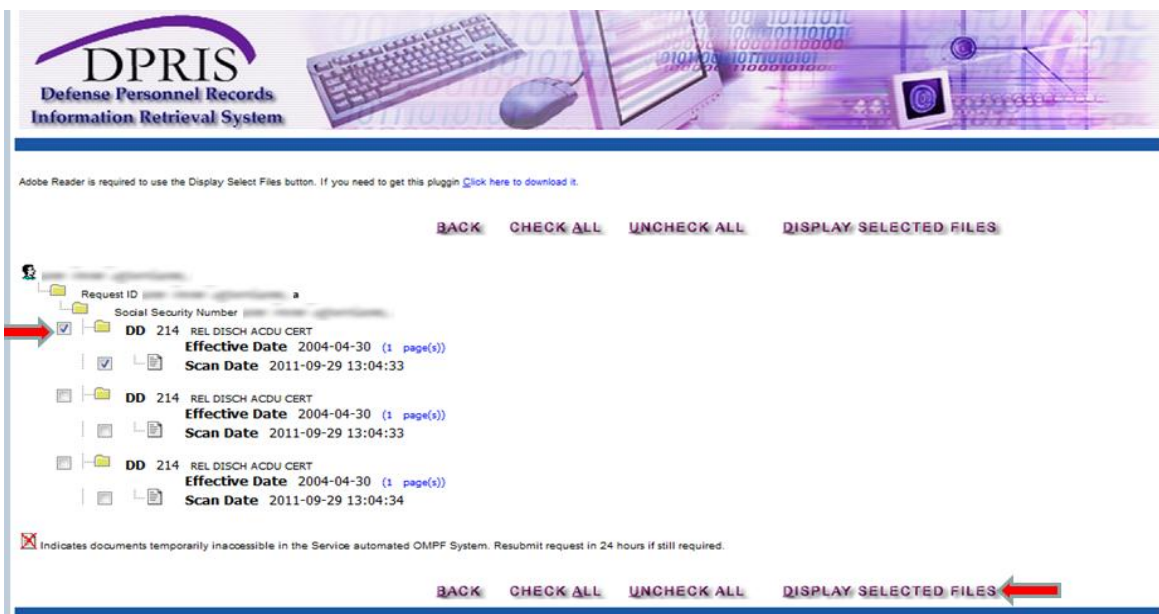 DPRIS
Defense Personnel Records
Information Retrieval System
Adobe Reader is required to use the Display Select Files button. If you need to get this pluggin Click here to download it.
BACK CHECK ALL UNCHECK ALL DISPLAY SELECTED FILES
Request ID a
Social Security Number
DD 214 REL DISCH ACDU CERT
Effective Date 2004-04-30 (1 page(s))
Scan Date 2011-09-29 13:04:33
DD 214 REL DISCH ACDU CERT
Effective Date 2004-04-30 (1 page(s))
Scan Date 2011-09-29 13:04:33
DD 214 REL DISCH ACDU CERT
Effective Date 2004-04-30 (1 page(s))
Scan Date 2011-09-29 13:04:34
Indicates documents temporarily inaccessible in the Service automated OMPF System. Resubmit request in 24 hours if still required.
BACK CHECK ALL UNCHECK ALL DISPLAY SELECTED FILES